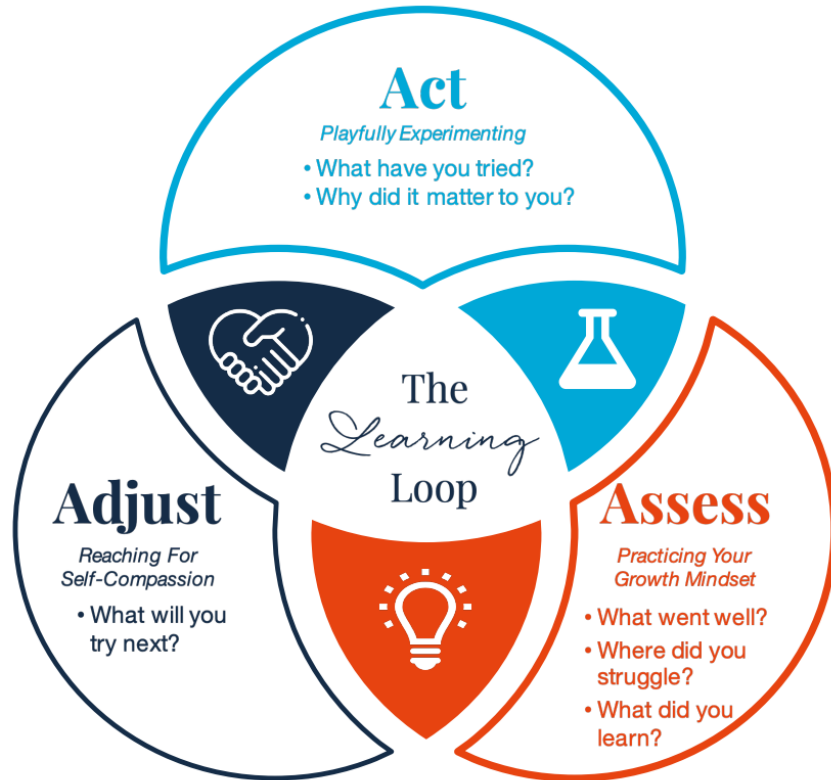 Act
Playfully Experimenting
• What have you tried?
• Why did it matter to you?
The
Learning
Loop
Adjust
Reaching For
Self-Compassion
• What will you
try next?
Assess
Practicing Your
Growth Mindset
• What went well?
• Where did you
struggle?
• What did you
learn?